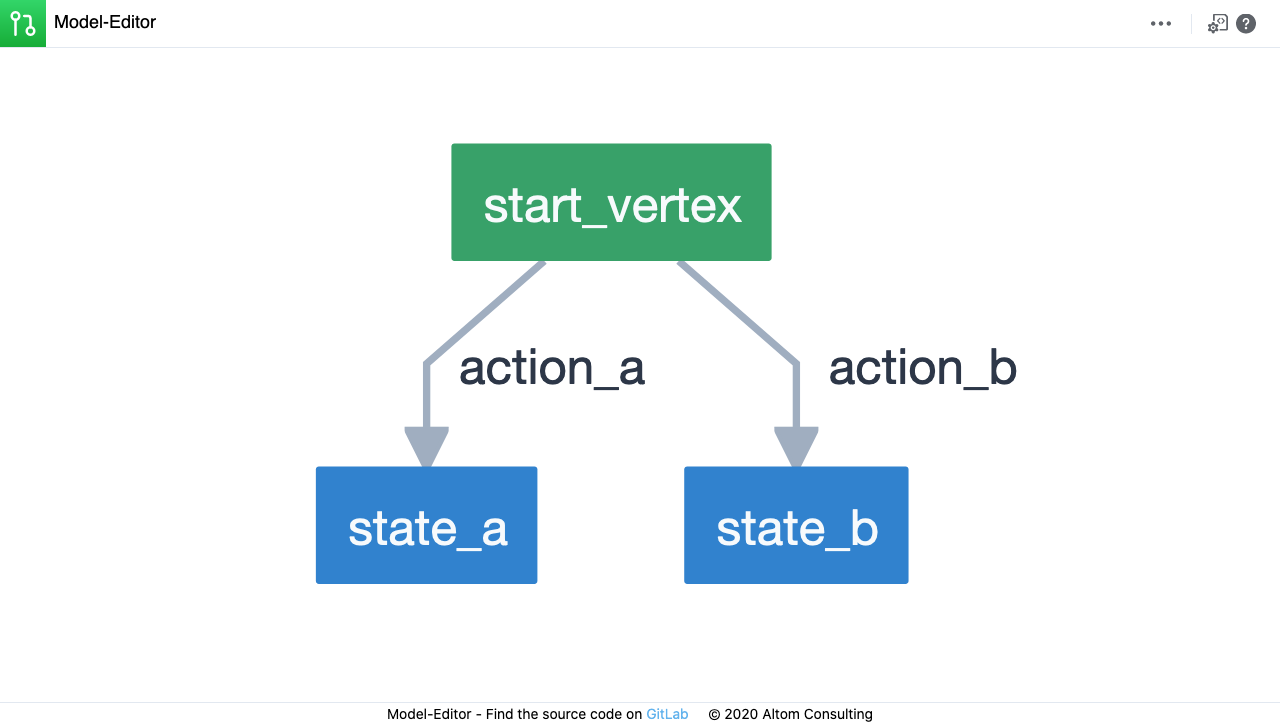 Model-Editor
start_vertex
action_a
action_b
state_a
state_b
Model-Editor - Find the source code on GitLab © 2020 Altom Consulting